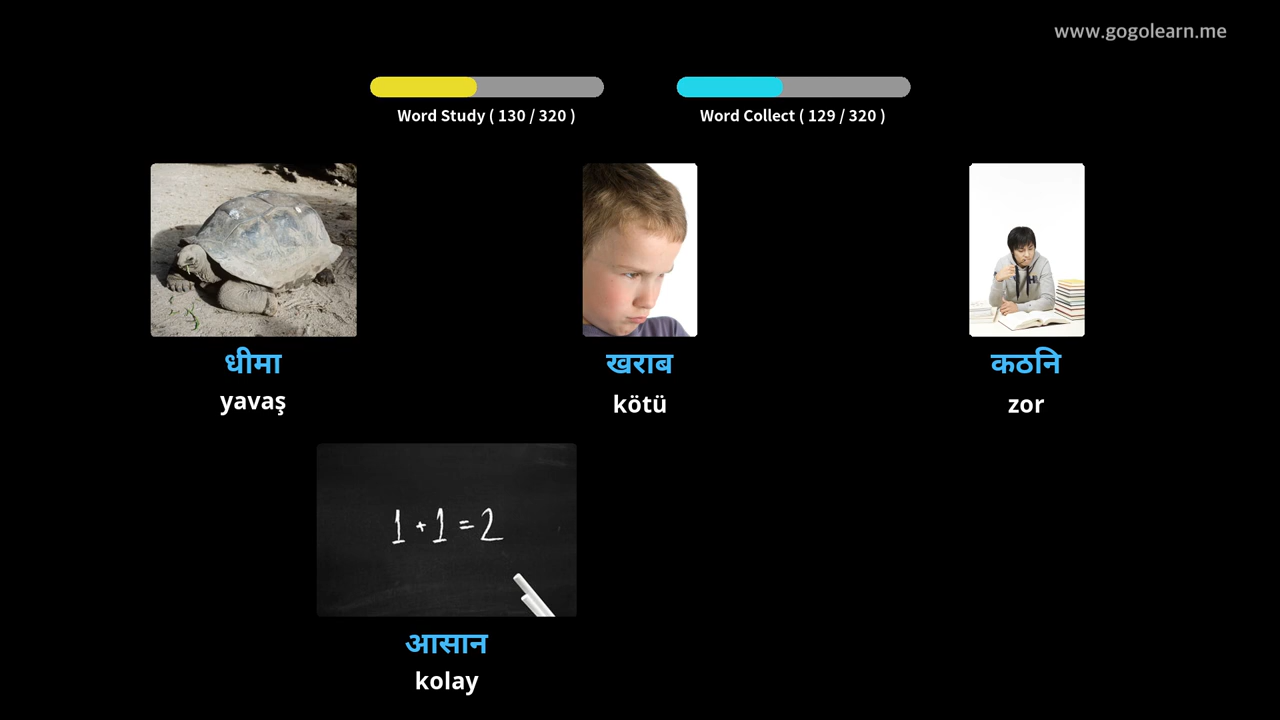 www.gogolearn.me
Word Study ( 130 / 320 )
Word Collect ( 129 / 320 )
धीमा
yavaş
खराब
kötü
कठनि
zor
1 + 1 = 2
आसान
kolay